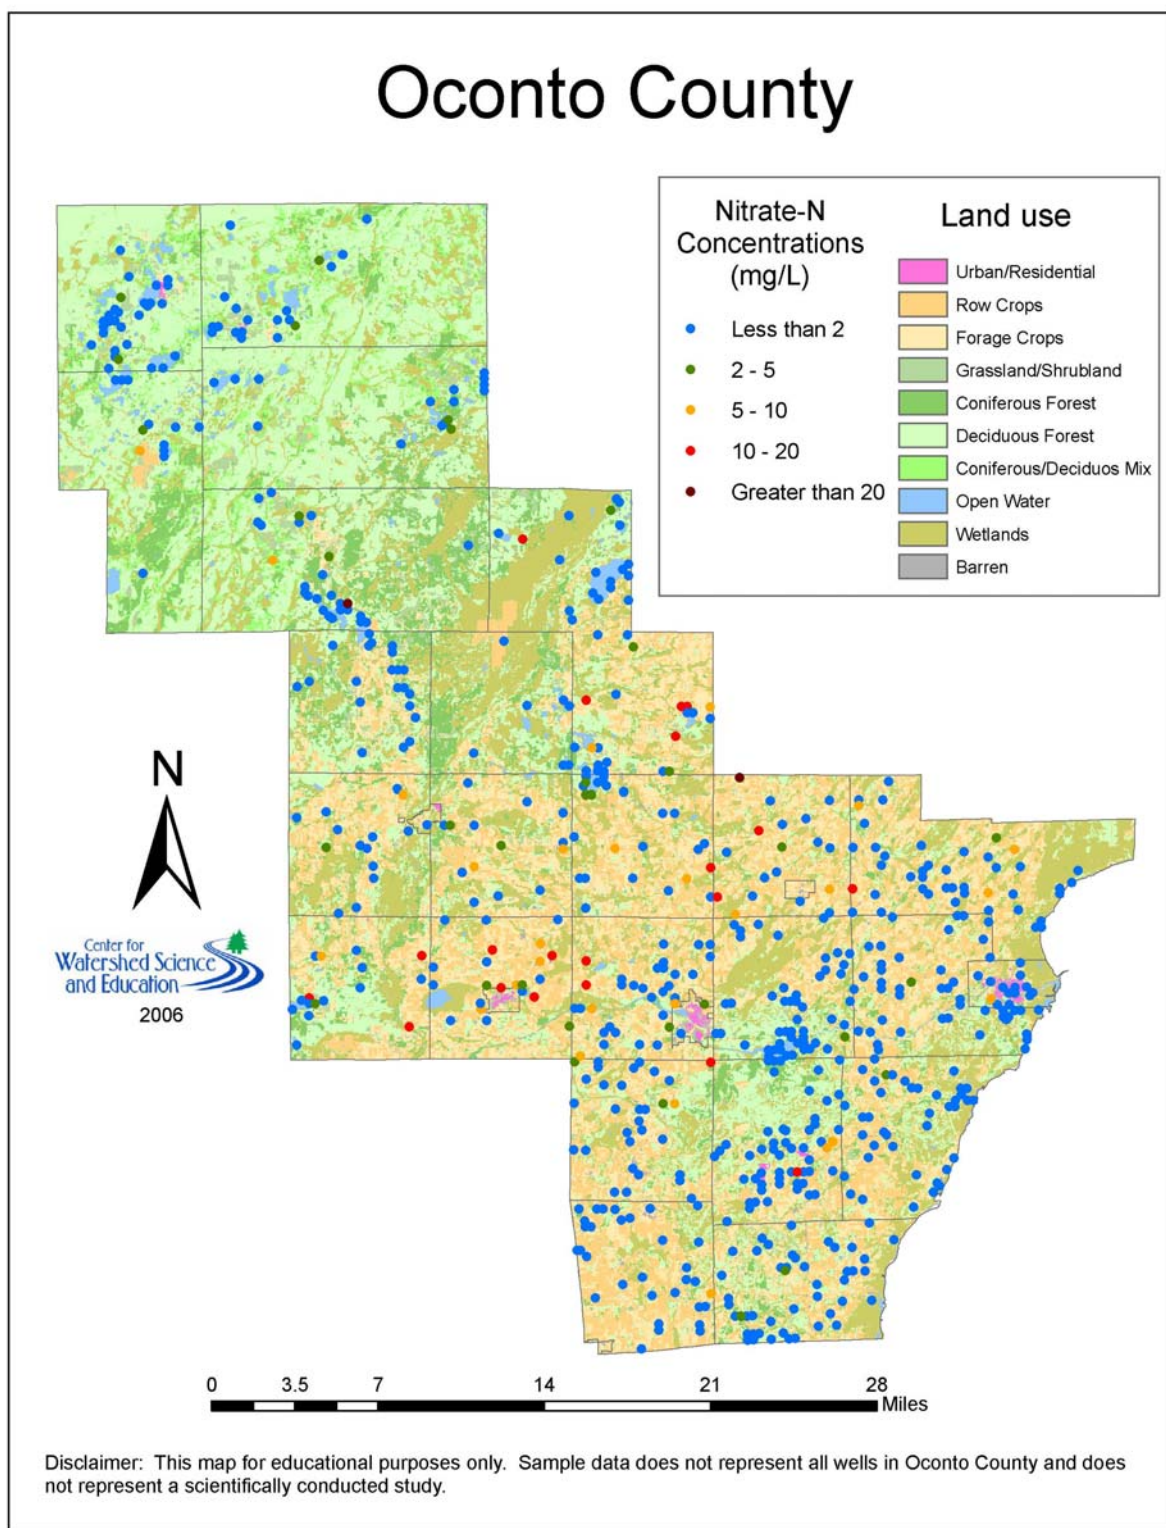 Oconto County
Nitrate-N
Concentrations
(mg/L)
Less than 2
2 - 5
5 - 10
10 - 20
Greater than 20
Land use
Urban/Residential
Row Crops
Forage Crops
Grassland/Shrubland
Coniferous Forest
Deciduous Forest
Coniferous/Deciduos Mix
Open Water
Wetlands
Barren
N
Center for
Watershed Science
and Education
2006
0 3.5 7 14 21 28
Miles
Disclaimer: This map for educational purposes only. Sample data does not represent all wells in Oconto County and does
not represent a scientifically conducted study.